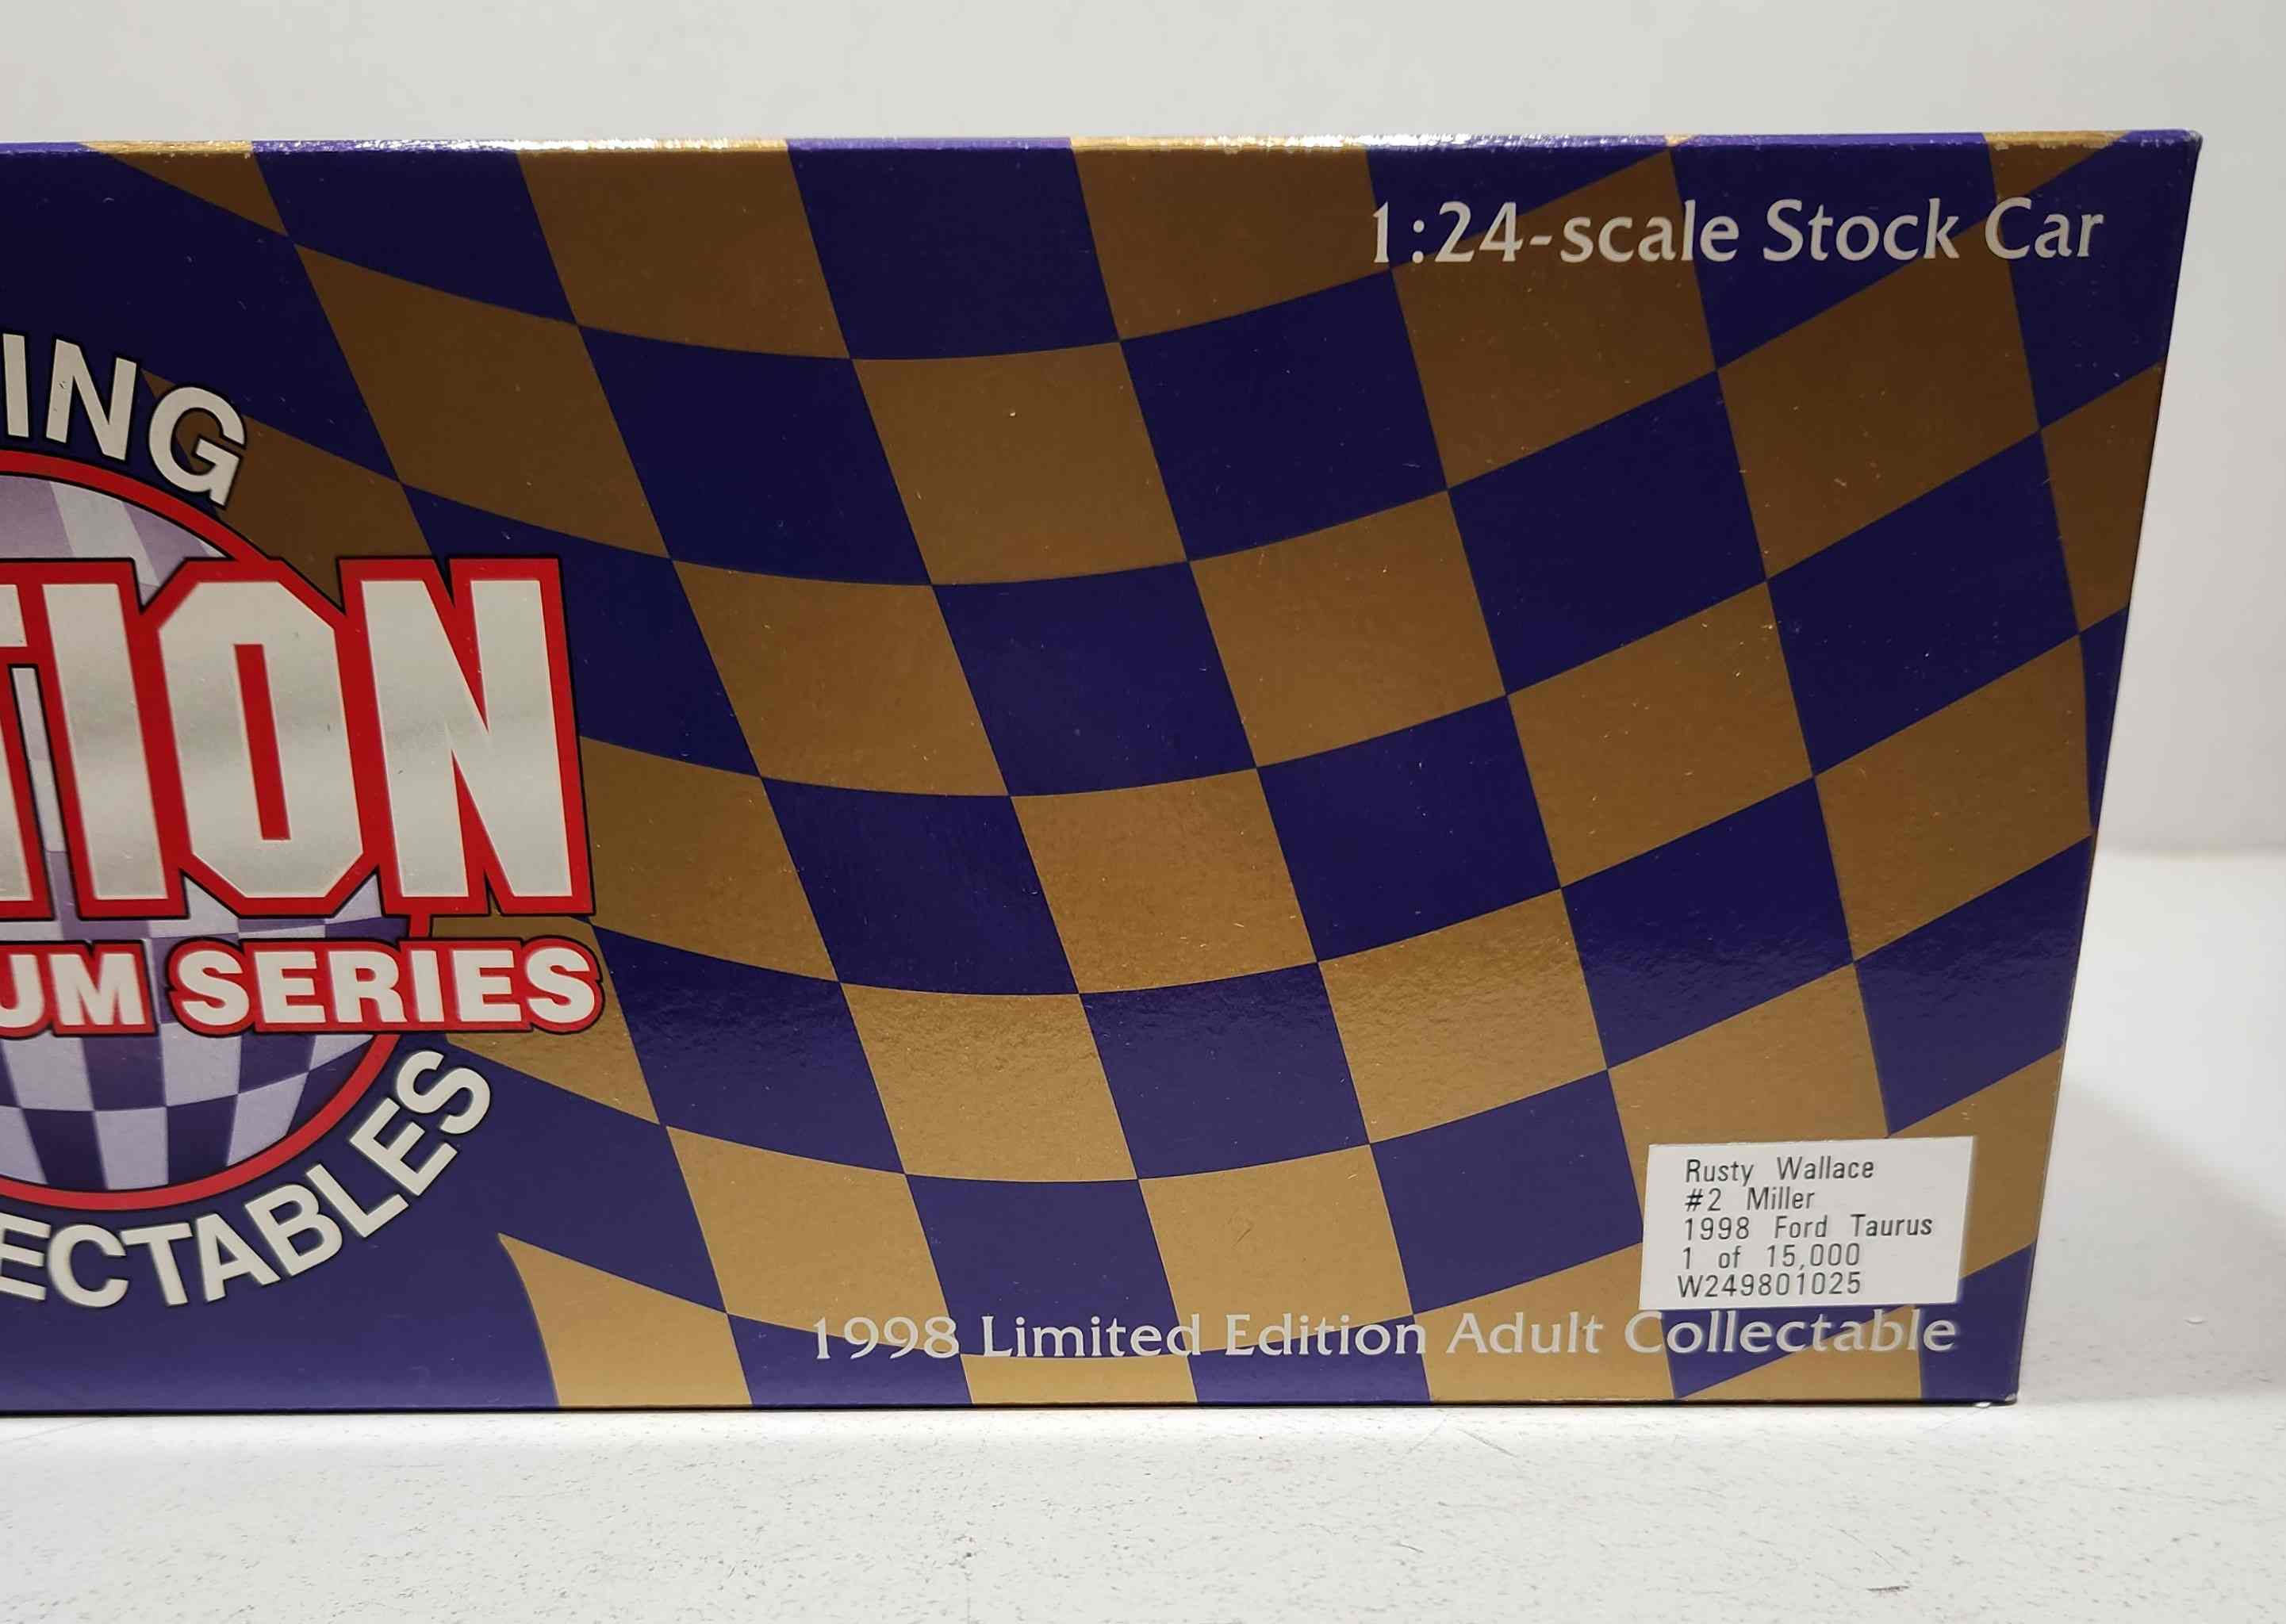 1:24-scale Stock Car
ING
TION
UM SERIES
ECTABLES
Rusty Wallace
#2 Miller
1998 Ford Taurus
1 of 15,000
W249801025
1998 Limited Edition Adult Collectable